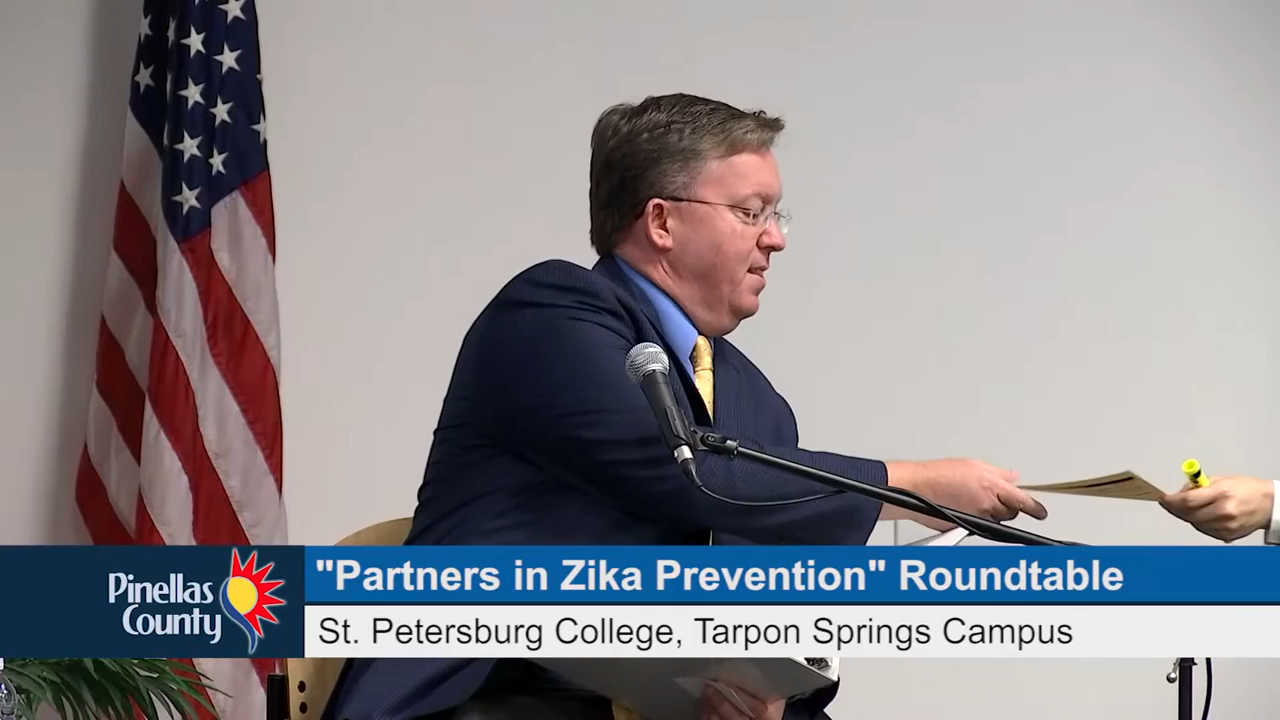 Pinellas
County
"Partners in Zika Prevention" Roundtable
St. Petersburg College, Tarpon Springs Campus